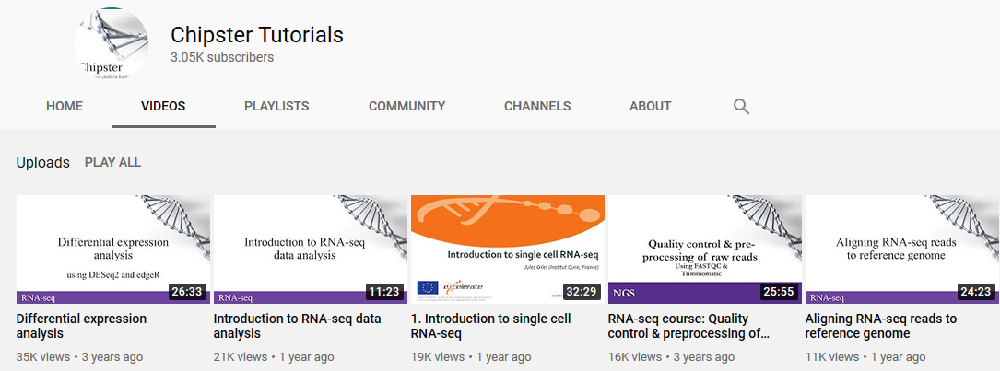 Chipster Tutorials
3.05K subscribers
Chipster
HOME VIDEOS PLAYLISTS COMMUNITY CHANNELS ABOUT
Uploads PLAY ALL
Differential expression
analysis
using DESeq2 and edgeR
RNA-seq
26:33
Introduction to RNA-seq
data analysis
RNA-seq
11:23
Introduction to single cell RNA-seq
Jules Gilet (Institut Curie, France)
excelerate
32:29
Quality control & pre-
processing of raw reads
Using FASTQC &
Trimmomatic
NGS
25:55
Aligning RNA-seq reads
to reference genome
RNA-seq
24:23
Differential expression
analysis
35K views • 3 years ago
Introduction to RNA-seq data
analysis
21K views • 1 year ago
1. Introduction to single cell
RNA-seq
19K views • 1 year ago
RNA-seq course: Quality
control & preprocessing of...
16K views • 3 years ago
Aligning RNA-seq reads to
reference genome
11K views • 1 year ago